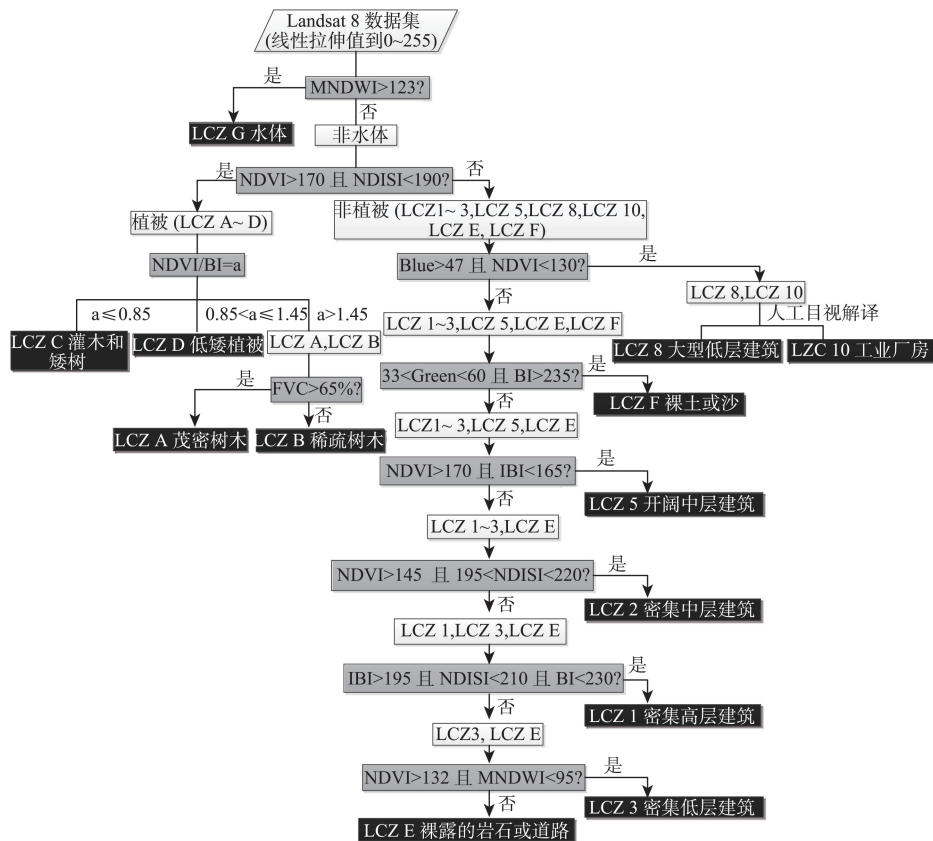 Landsat 8 数据集
(线性拉伸值到0~255)
是
MNDWI>123?
否
LCZ G 水体
非水体
是
NDVI>170 且 NDISI<190?
否
植被 (LCZ A~ D)
非植被 (LCZ1~ 3,LCZ 5,LCZ 8,LCZ 10,
LCZ E, LCZ F)
NDVI/BI=a
Blue>47 且 NDVI<130?
是
否
LCZ 8,LCZ 10
a≤0.85
0.85<a≤1.45
a>1.45
人工目视解译
LCZ 1~3,LCZ 5,LCZ E,LCZ F
LCZ C 灌木和
矮树
LCZ D 低矮植被
LCZ A,LCZ B
LCZ 8 大型低层建筑
LZC 10 工业厂房
是
FVC>65%?
否
33<Green<60 且 BI>235?
是
否
LCZ F 裸土或沙
LCZ A 茂密树木
LCZ B 稀疏树木
LCZ1~ 3,LCZ 5,LCZ E
NDVI>170 且 IBI<165?
是
否
LCZ 5 开阔中层建筑
LCZ 1~3,LCZ E
NDVI>145 且 195<NDISI<220?
是
否
LCZ 2 密集中层建筑
LCZ 1,LCZ 3,LCZ E
IBI>195 且 NDISI<210 且 BI<230?
是
否
LCZ 1 密集高层建筑
LCZ3, LCZ E
NDVI>132 且 MNDWI<95?
是
否
LCZ 3 密集低层建筑
LCZ E 裸露的岩石或道路